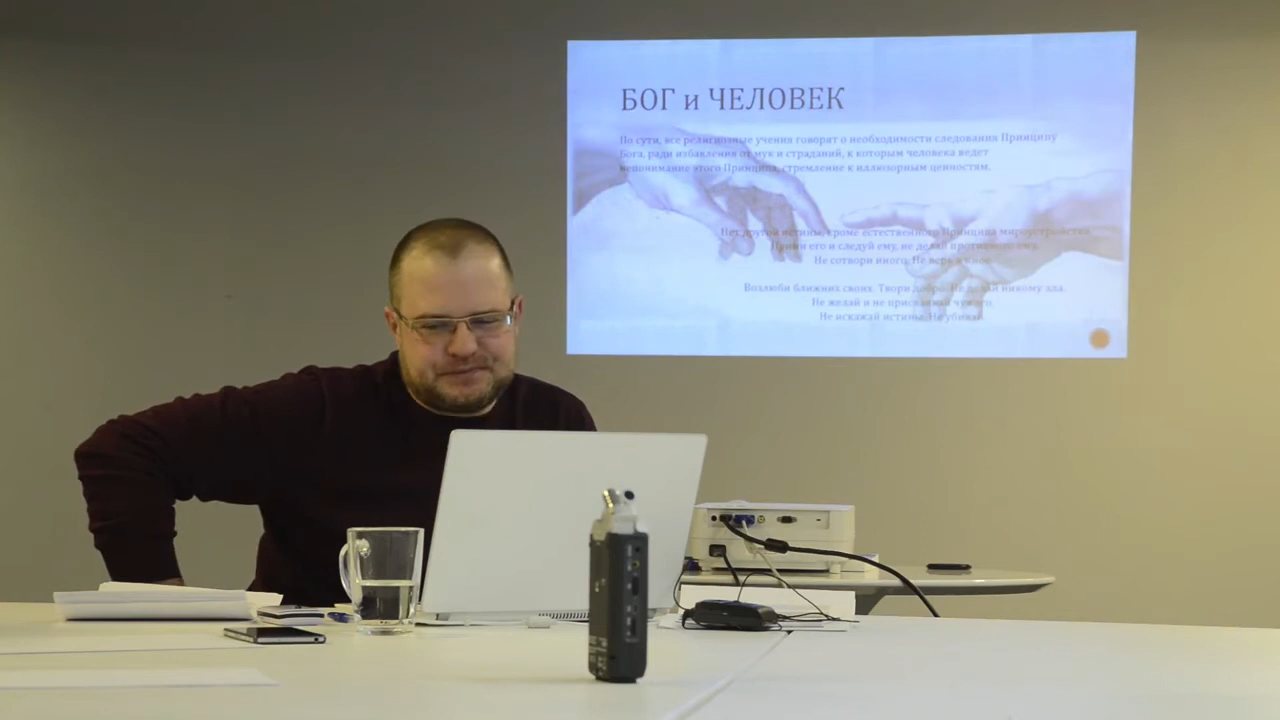 БОГ и ЧЕЛОВЕК
По сути, все религиозные учения говорят о необходимости следования Принципу
Бога, ради избавления от мук и страданий, к которым человека ведет
непонимание этого Принципа, стремление к иллюзорным ценностям.
Нет другой истины, кроме естественного Принципа мироустройства.
Прими его и следуй ему, не делай противного ему.
Не сотвори иного. Не верь в иное.
Возлюби ближних своих. Твори добро. Не делай никому зла.
Не желай и не присваивай чужого.
Не искажай истины. Не убивай.